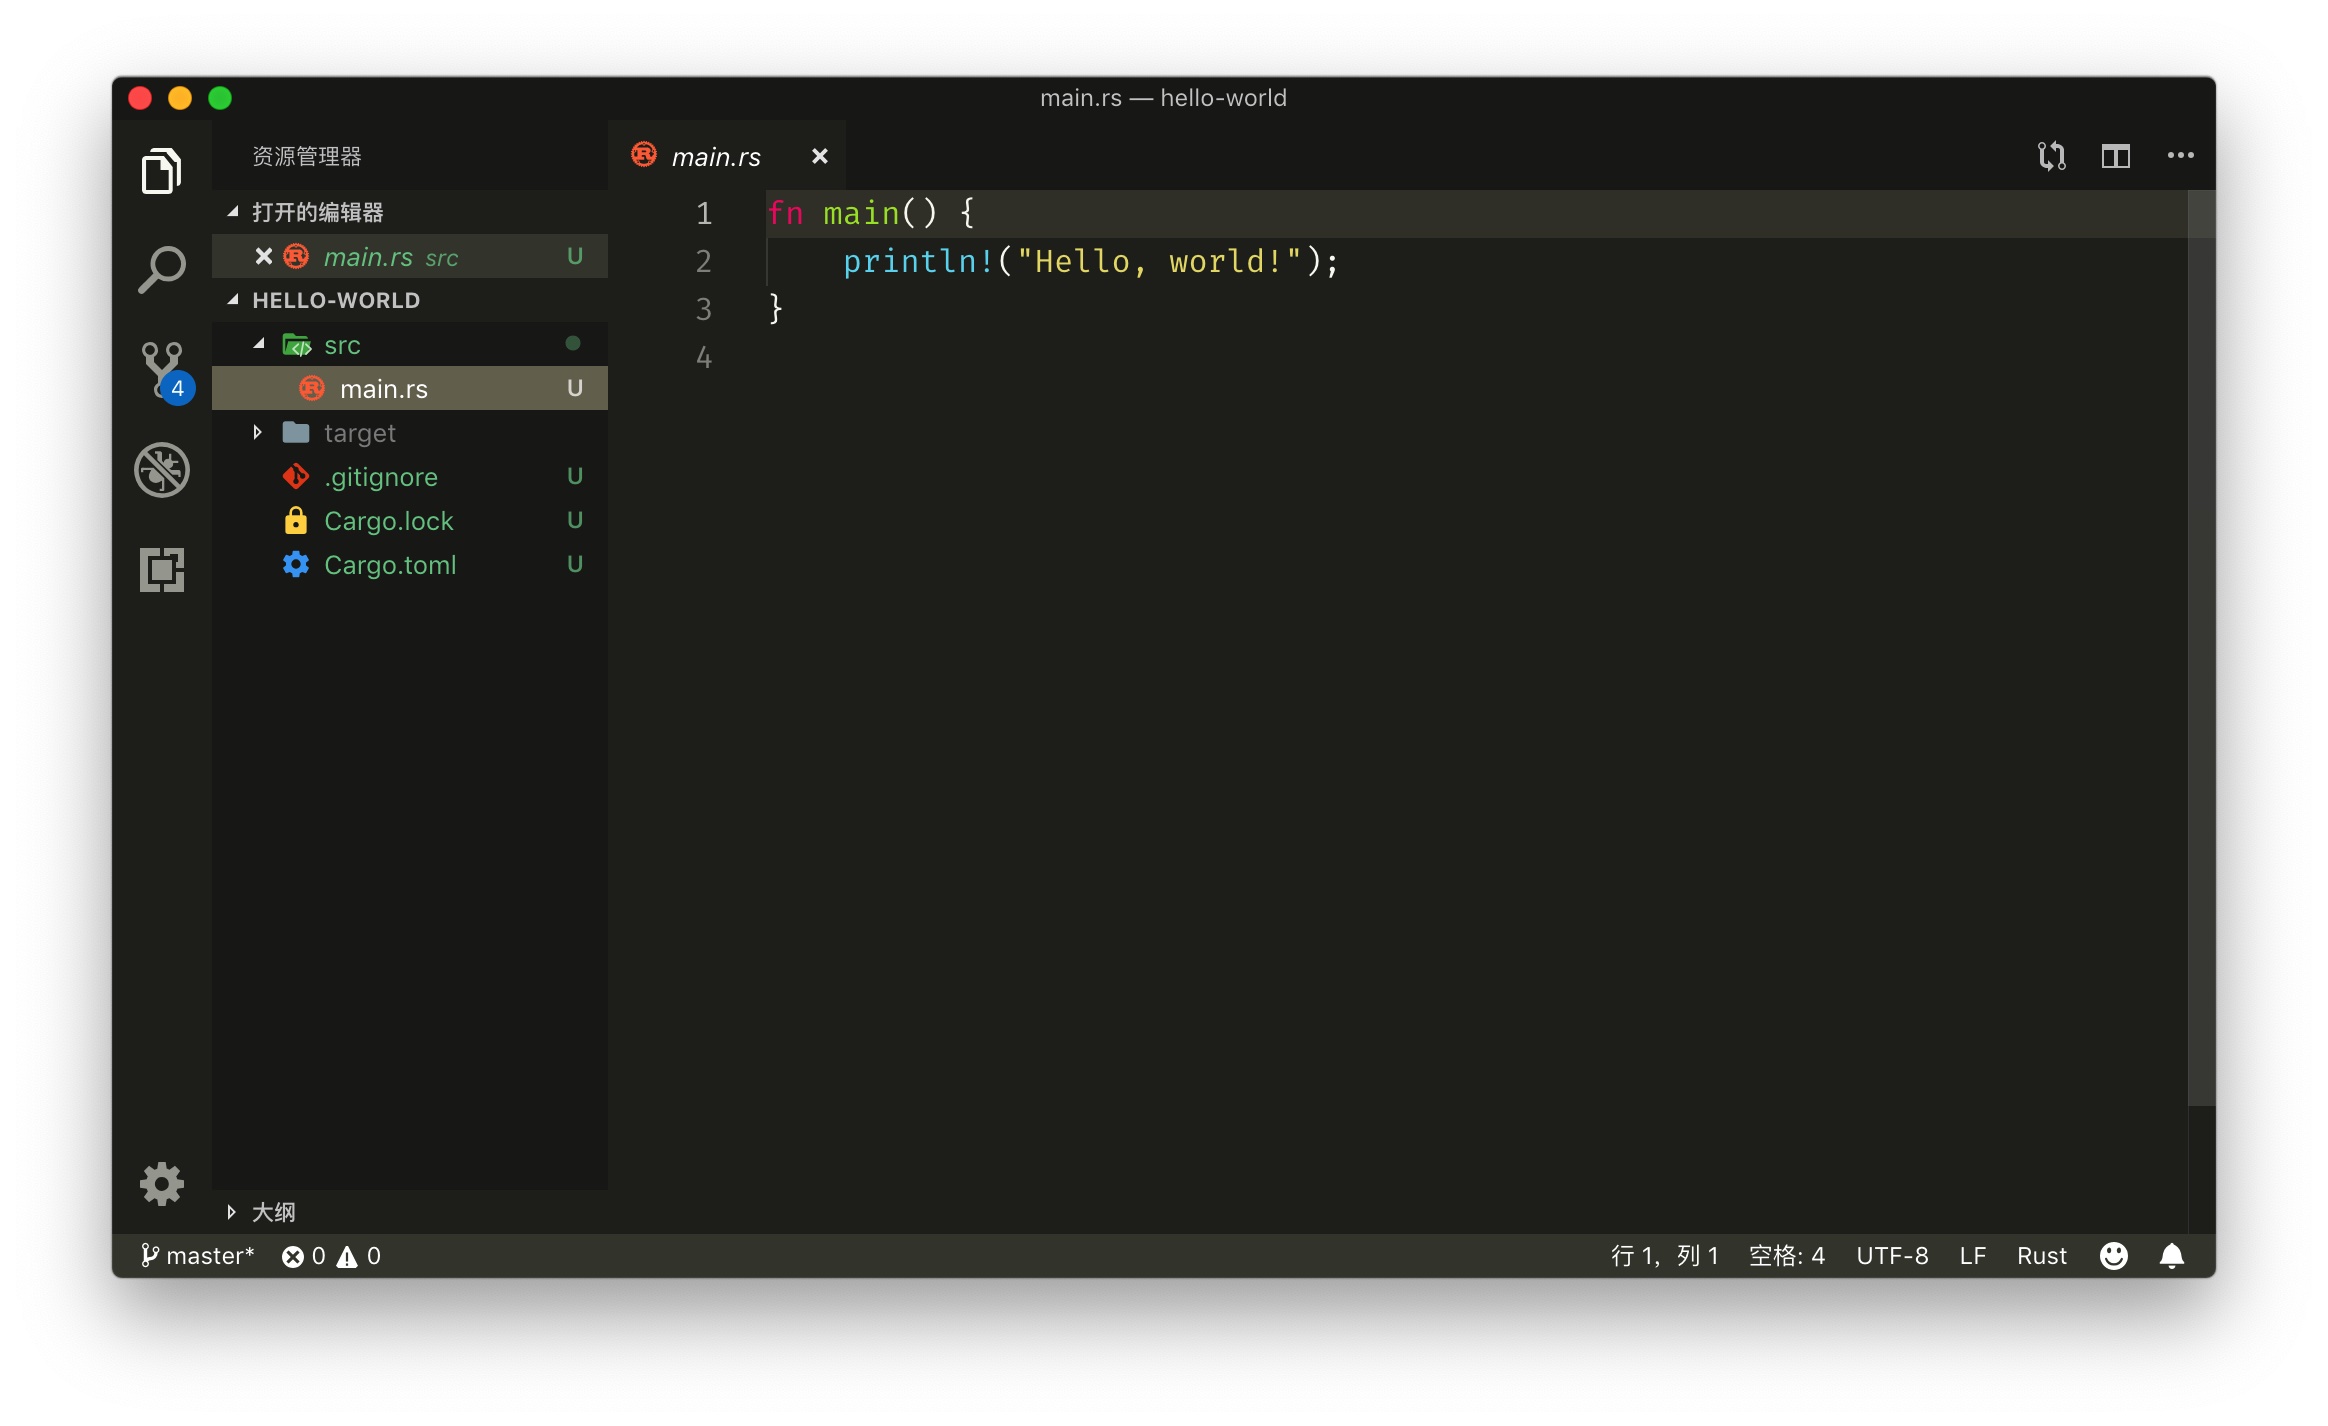 main.rs — hello-world
资源管理器
打开的编辑器
main.rs src U
HELLO-WORLD
src
main.rs U
target
.gitignore U
Cargo.lock U
Cargo.toml U
大纲
4
main.rs
1 fn main() {
2     println!("Hello, world!");
3 }
4
master* 0 0
行 1，列 1 空格: 4 UTF-8 LF Rust